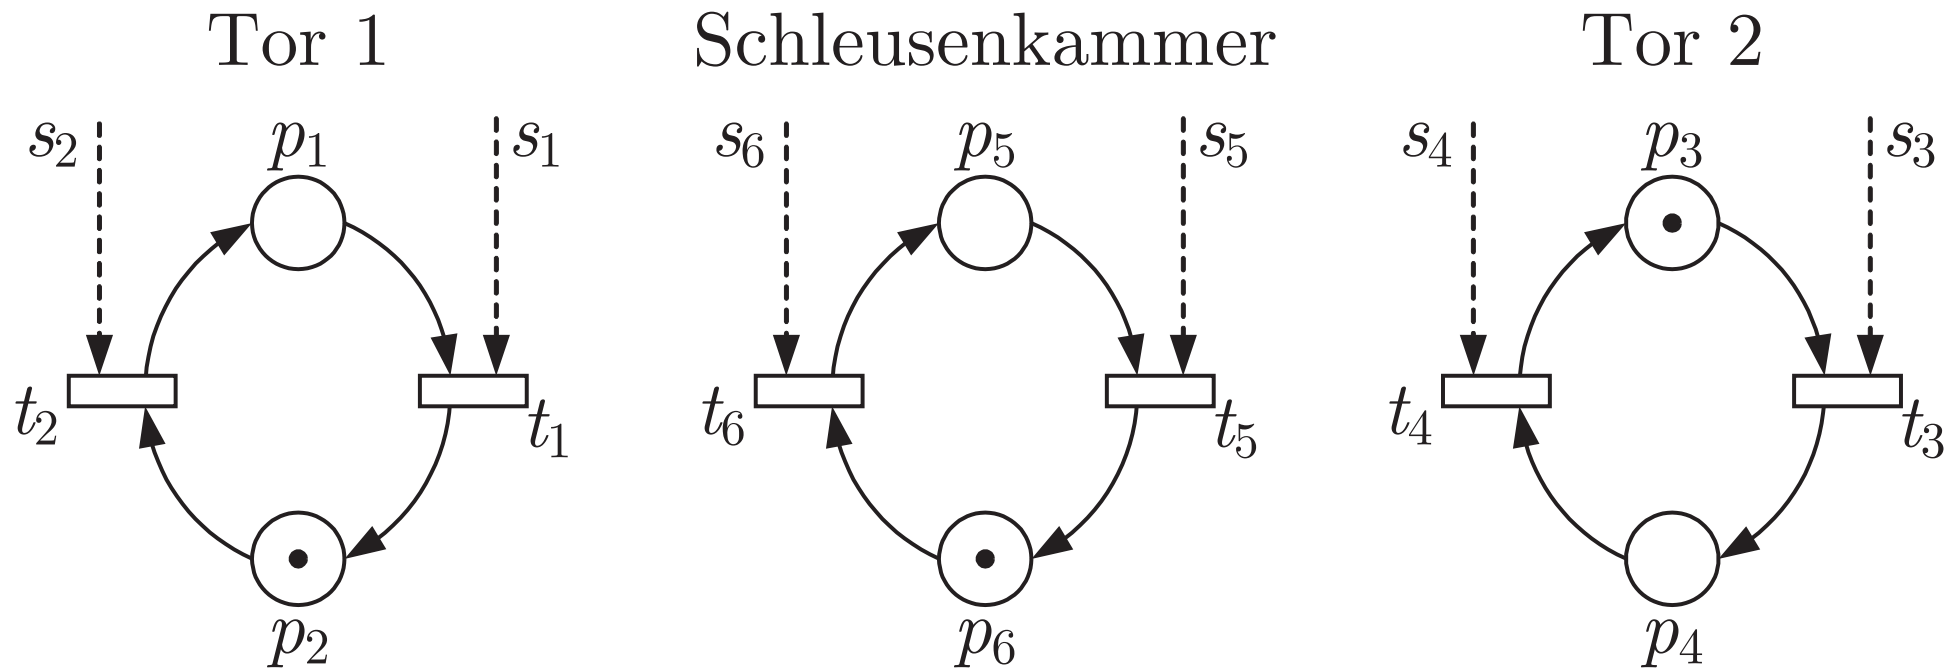 Tor 1 Schleusenkammer Tor 2
s₂ p₁ s₁ s₆ p₅ s₅ s₄ p₃ s₃
t₂ t₁ t₆ t₅ t₄ t₃
p₂ p₆ p₄